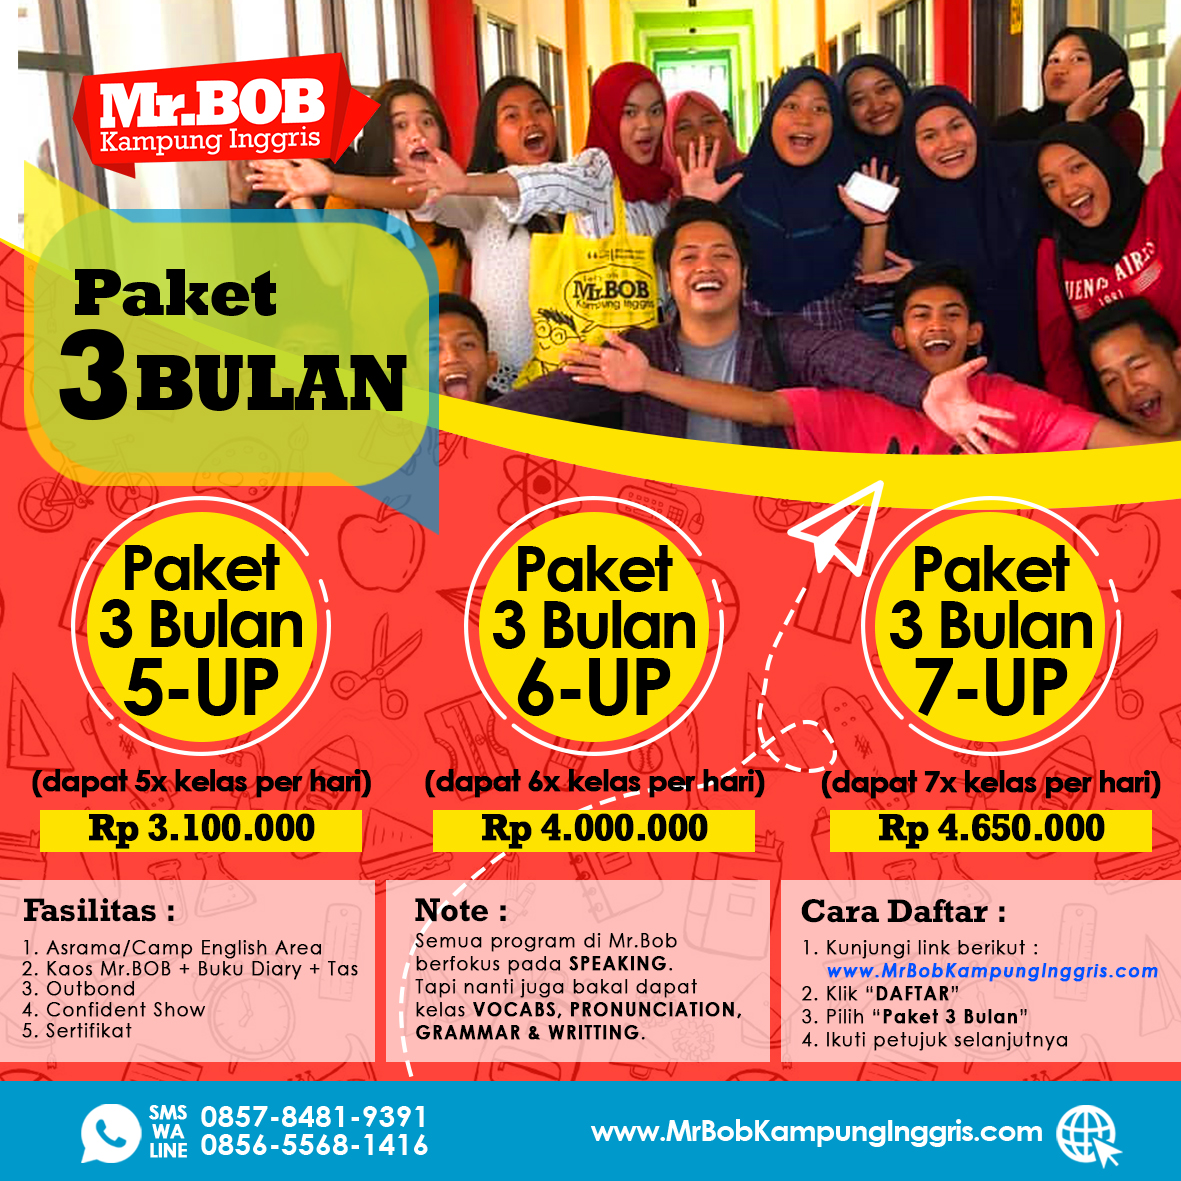 Mr.BOB
Kampung Inggris
Mr.BOB
Kampung Inggris
Paket
3 BULAN
Paket
3 Bulan
5-UP
(dapat 5x kelas per hari)
Rp 3.100.000
Paket
3 Bulan
6-UP
(dapat 6x kelas per hari)
Rp 4.000.000
Paket
3 Bulan
7-UP
(dapat 7x kelas per hari)
Rp 4.650.000
Fasilitas :
1. Asrama/Camp English Area
2. Kaos Mr.BOB + Buku Diary + Tas
3. Outbond
4. Confident Show
5. Sertifikat
Note :
Semua program di Mr.Bob
berfokus pada SPEAKING.
Tapi nanti juga bakal dapat
kelas VOCABS, PRONUNCIATION,
GRAMMAR & WRITTING.
Cara Daftar :
1. Kunjungi link berikut :
www.MrBobKampungInggris.com
2. Klik “DAFTAR”
3. Pilih “Paket 3 Bulan”
4. Ikuti petujuk selanjutnya
SMS
WA
LINE
0857-8481-9391
0856-5568-1416
www.MrBobKampungInggris.com